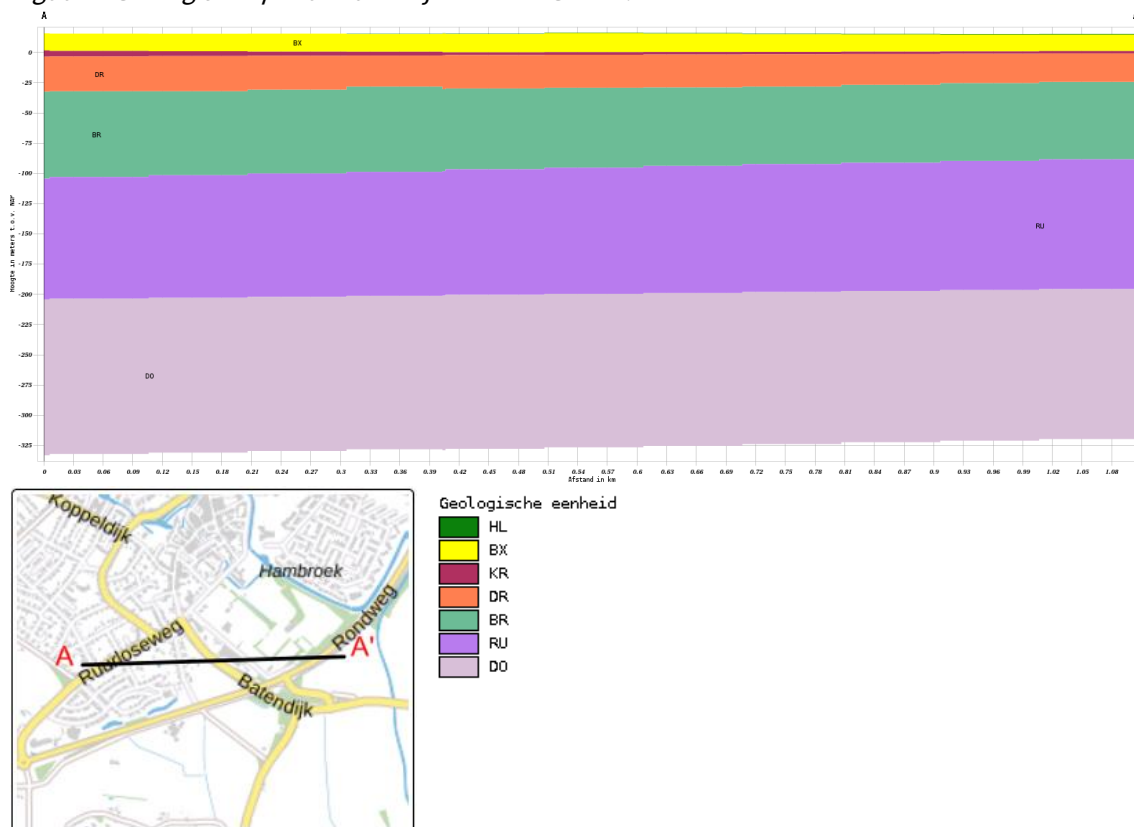 A
BX
DR
BR
RU
DO
0
-25
-50
-75
-100
-125
-150
-175
-200
-225
-250
-275
-300
-325
Hoogte in meters t.o.v. NAP
0 0.03 0.06 0.09 0.12 0.15 0.18 0.21 0.24 0.27 0.3 0.33 0.36 0.39 0.42 0.45 0.48 0.51 0.54 0.57 0.6 0.63 0.66 0.69 0.72 0.75 0.78 0.81 0.84 0.87 0.9 0.93 0.96 0.99 1.02 1.05 1.08
Afstand in km
Koppeldijk
Hambroek
Rondweg
A
A'
Ruurloseweg
Batendijk
Geologische eenheid
HL
BX
KR
DR
BR
RU
DO